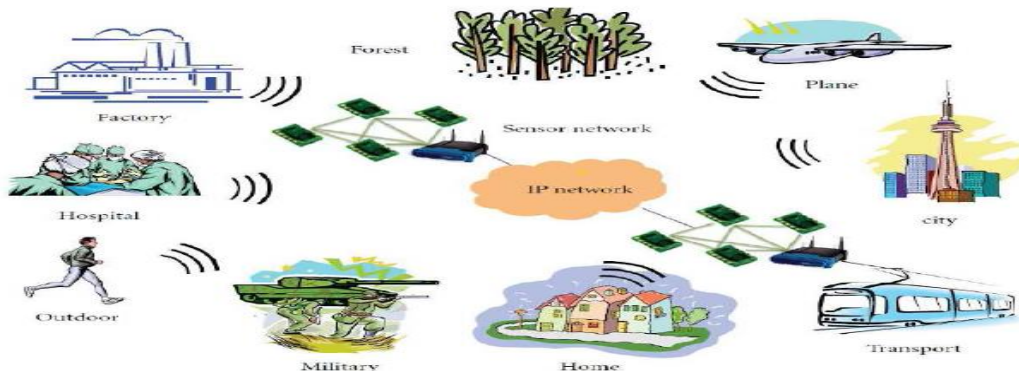 Forest
Plane
Factory
Sensor network
IP network
Hospital
city
Outdoor
Military
Home
Transport